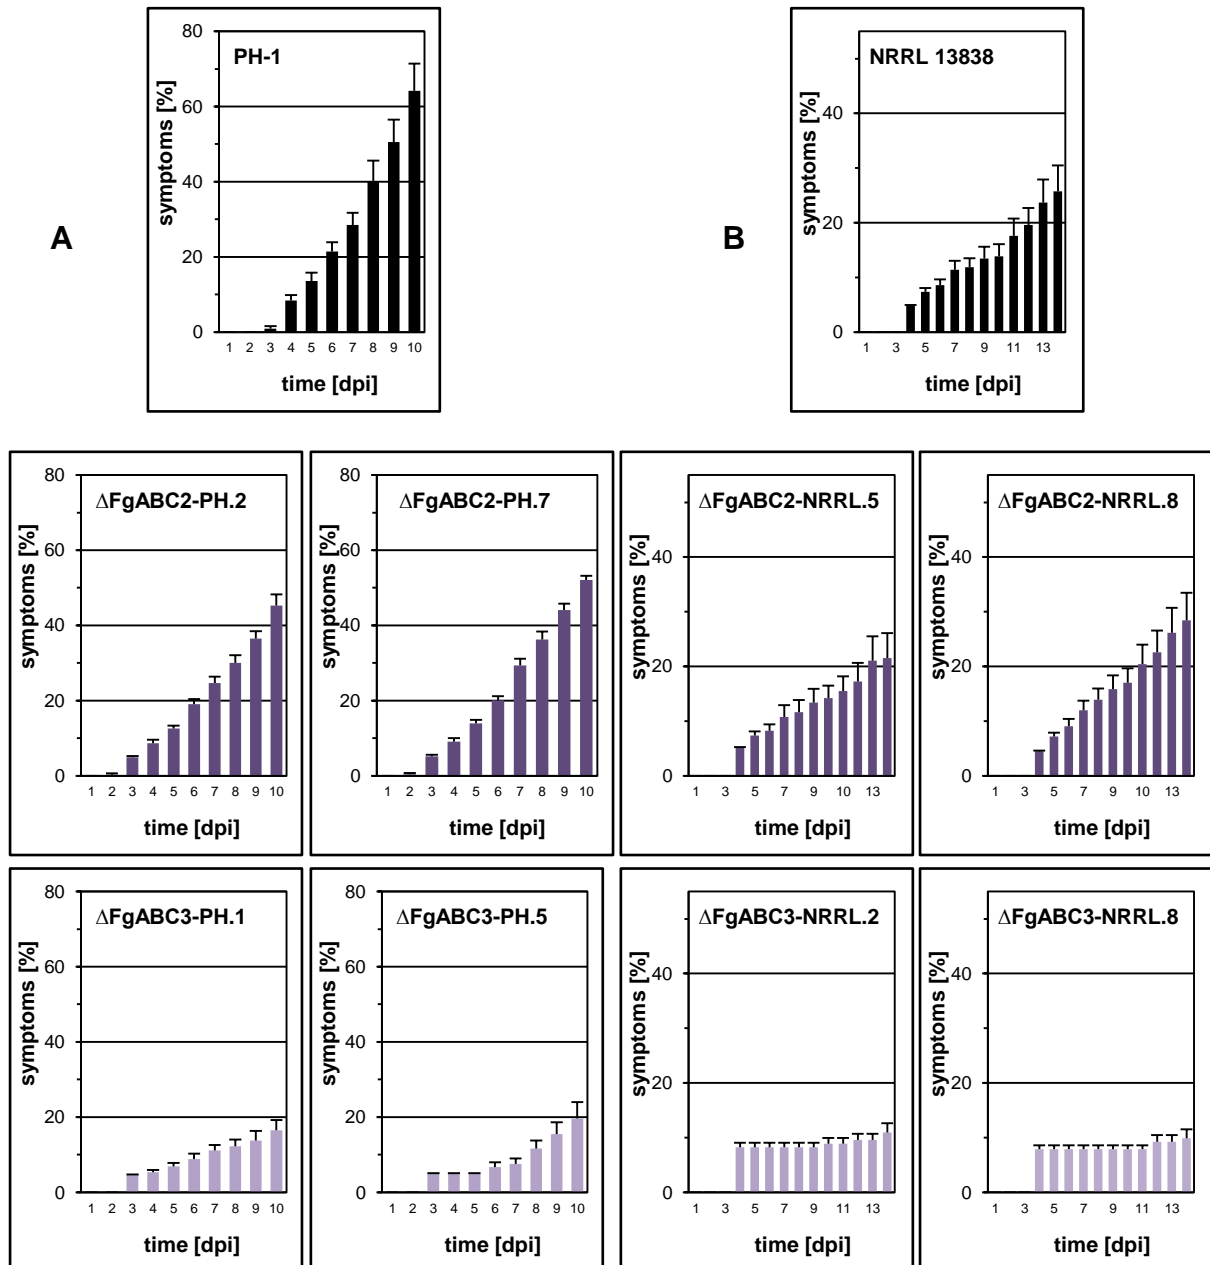 A
PH-1
symptoms [%]
80
60
40
20
0
1 2 3 4 5 6 7 8 9 10
time [dpi]
B
NRRL 13838
symptoms [%]
40
20
0
1 3 5 7 9 11 13
time [dpi]
ΔFgABC2-PH.2
symptoms [%]
80
60
40
20
0
1 2 3 4 5 6 7 8 9 10
time [dpi]
ΔFgABC2-PH.7
symptoms [%]
80
60
40
20
0
1 2 3 4 5 6 7 8 9 10
time [dpi]
ΔFgABC2-NRRL.5
symptoms [%]
40
20
0
1 3 5 7 9 11 13
time [dpi]
ΔFgABC2-NRRL.8
symptoms [%]
40
20
0
1 3 5 7 9 11 13
time [dpi]
ΔFgABC3-PH.1
symptoms [%]
80
60
40
20
0
1 2 3 4 5 6 7 8 9 10
time [dpi]
ΔFgABC3-PH.5
symptoms [%]
80
60
40
20
0
1 2 3 4 5 6 7 8 9 10
time [dpi]
ΔFgABC3-NRRL.2
symptoms [%]
40
20
0
1 3 5 7 9 11 13
time [dpi]
ΔFgABC3-NRRL.8
symptoms [%]
40
20
0
1 3 5 7 9 11 13
time [dpi]